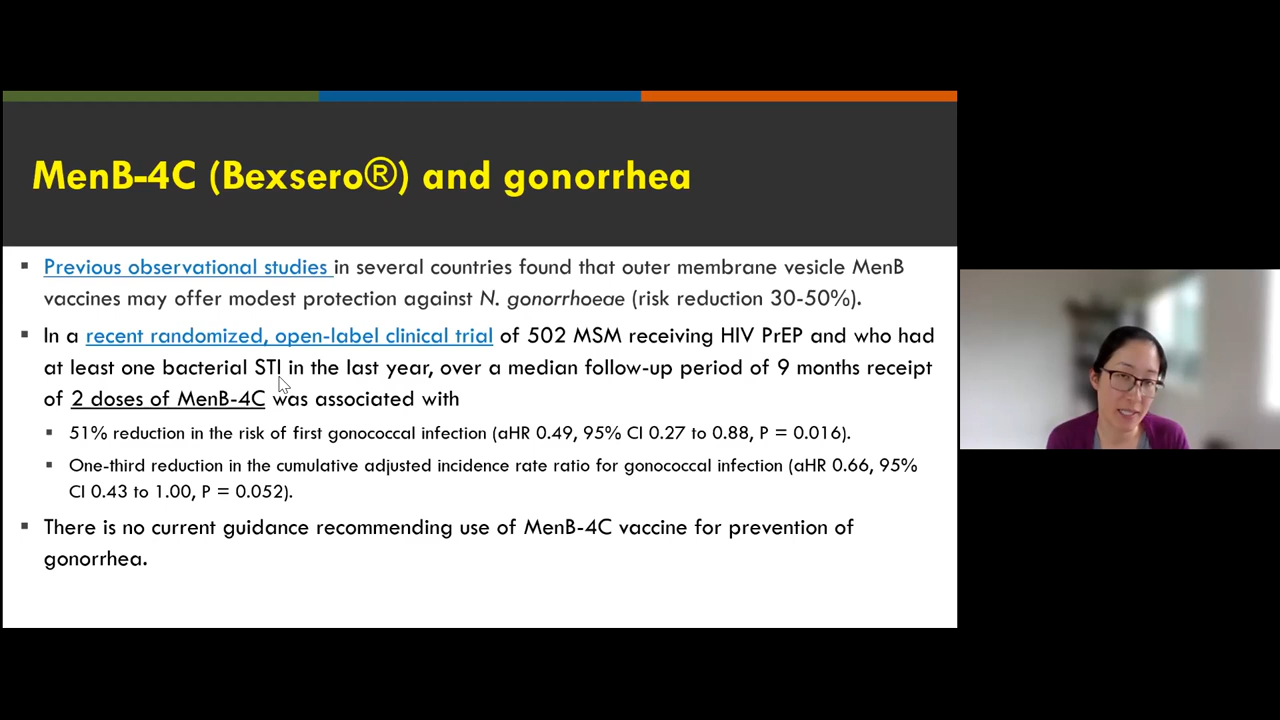 MenB-4C (Bexsero®) and gonorrhea
▪ Previous observational studies in several countries found that outer membrane vesicle MenB
vaccines may offer modest protection against N. gonorrhoeae (risk reduction 30-50%).
▪ In a recent randomized, open-label clinical trial of 502 MSM receiving HIV PrEP and who had
at least one bacterial STI in the last year, over a median follow-up period of 9 months receipt
of 2 doses of MenB-4C was associated with
▪ 51% reduction in the risk of first gonococcal infection (aHR 0.49, 95% CI 0.27 to 0.88, P = 0.016).
▪ One-third reduction in the cumulative adjusted incidence rate ratio for gonococcal infection (aHR 0.66, 95%
CI 0.43 to 1.00, P = 0.052).
▪ There is no current guidance recommending use of MenB-4C vaccine for prevention of
gonorrhea.